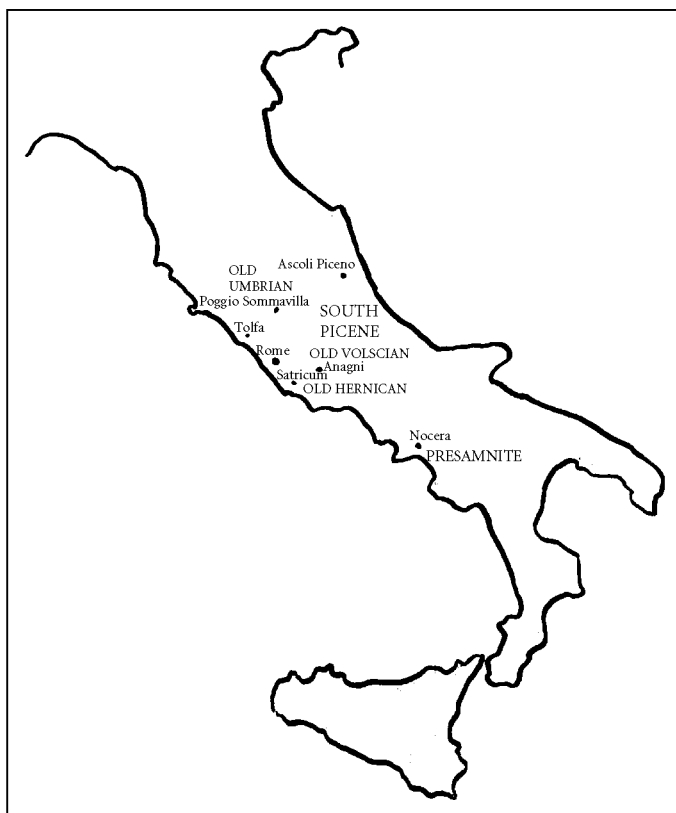 Ascoli Piceno
OLD
UMBRIAN
Poggio Sommavilla
SOUTH
PICENE
Tolfa
Rome
OLD VOLSCIAN
Anagni
Satricum
OLD HERNICAN
Nocera
PRESAMNITE